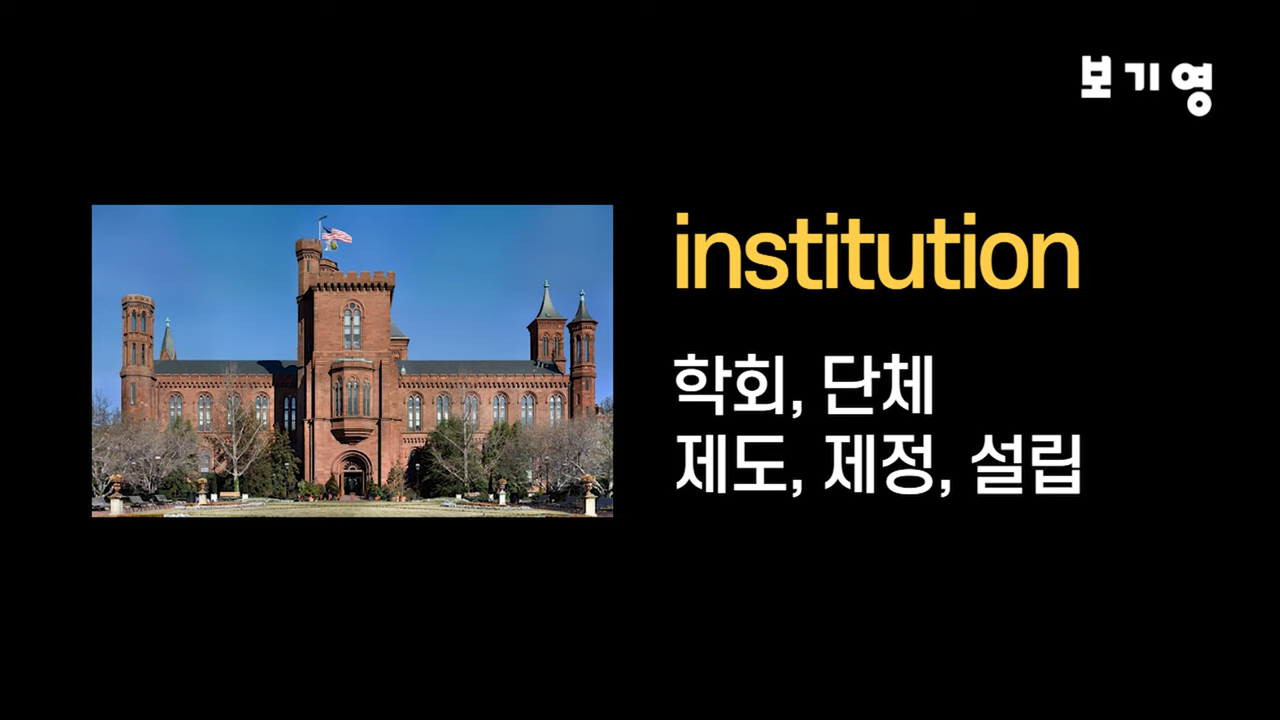 보기영
institution
학회, 단체
제도, 제정, 설립